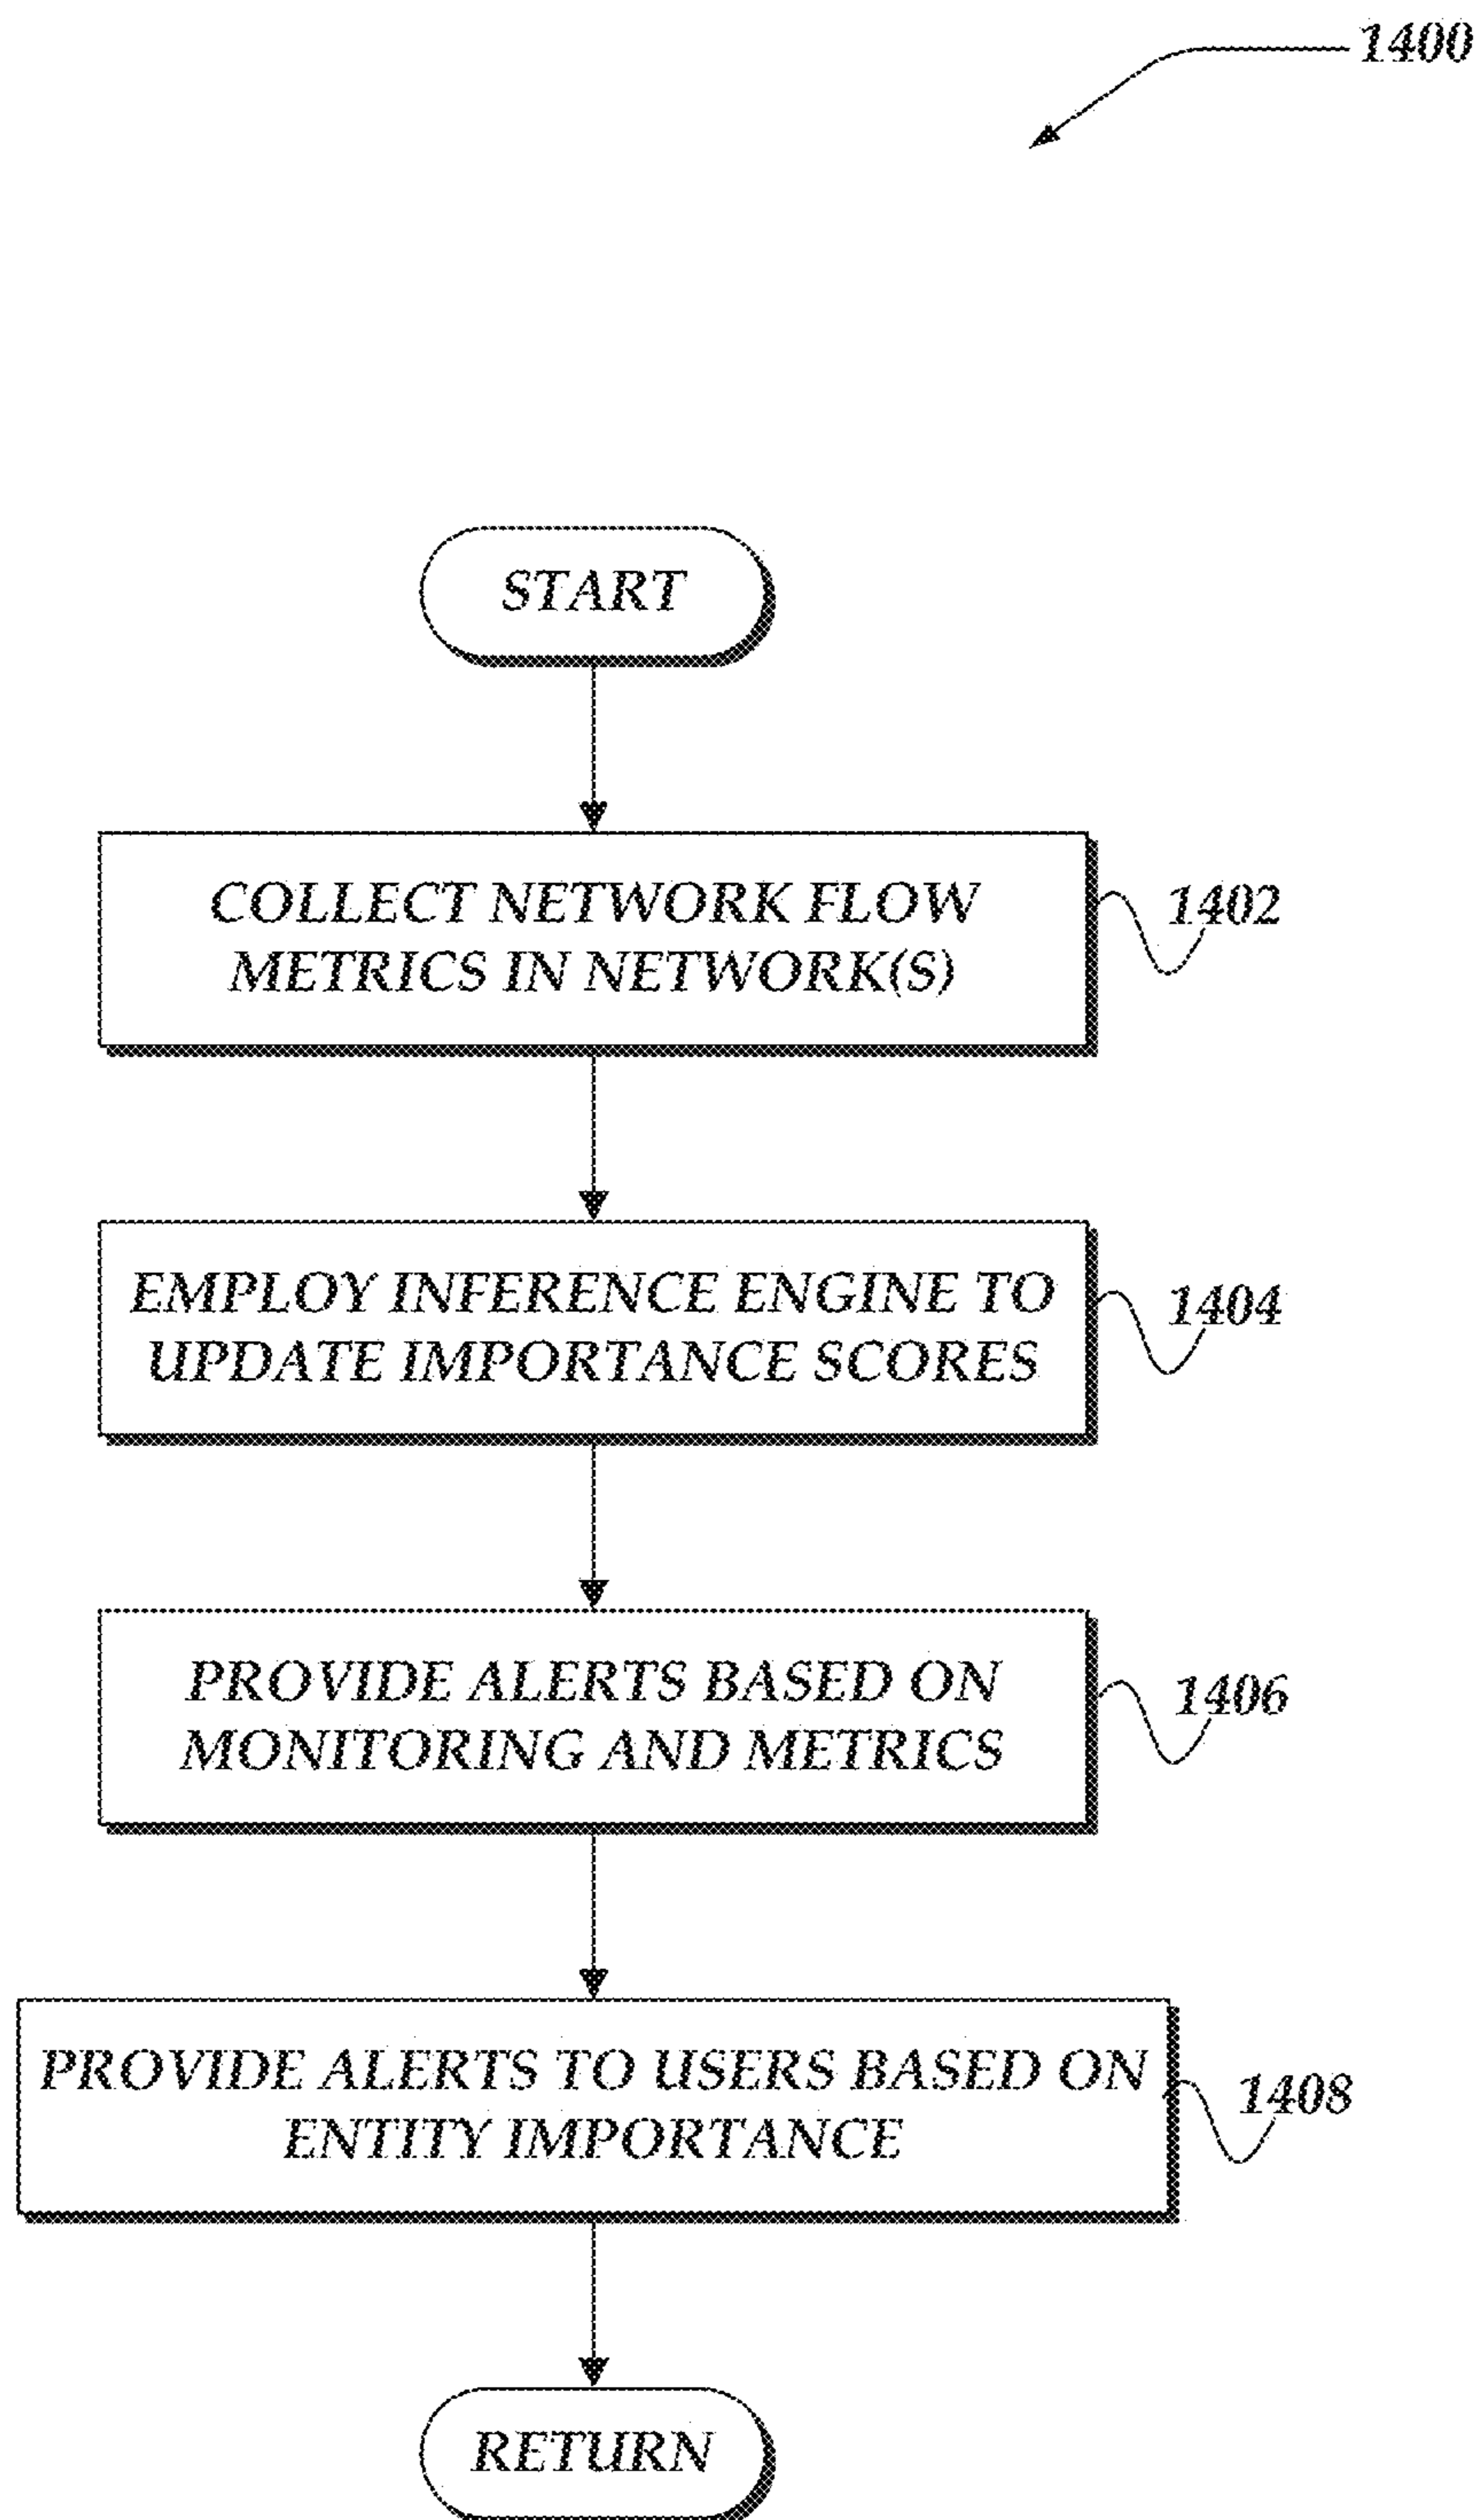 1400
START
COLLECT NETWORK FLOW
METRICS IN NETWORK(S)
1402
EMPLOY INFERENCE ENGINE TO
UPDATE IMPORTANCE SCORES
1404
PROVIDE ALERTS BASED ON
MONITORING AND METRICS
1406
PROVIDE ALERTS TO USERS BASED ON
ENTITY IMPORTANCE
1408
RETURN